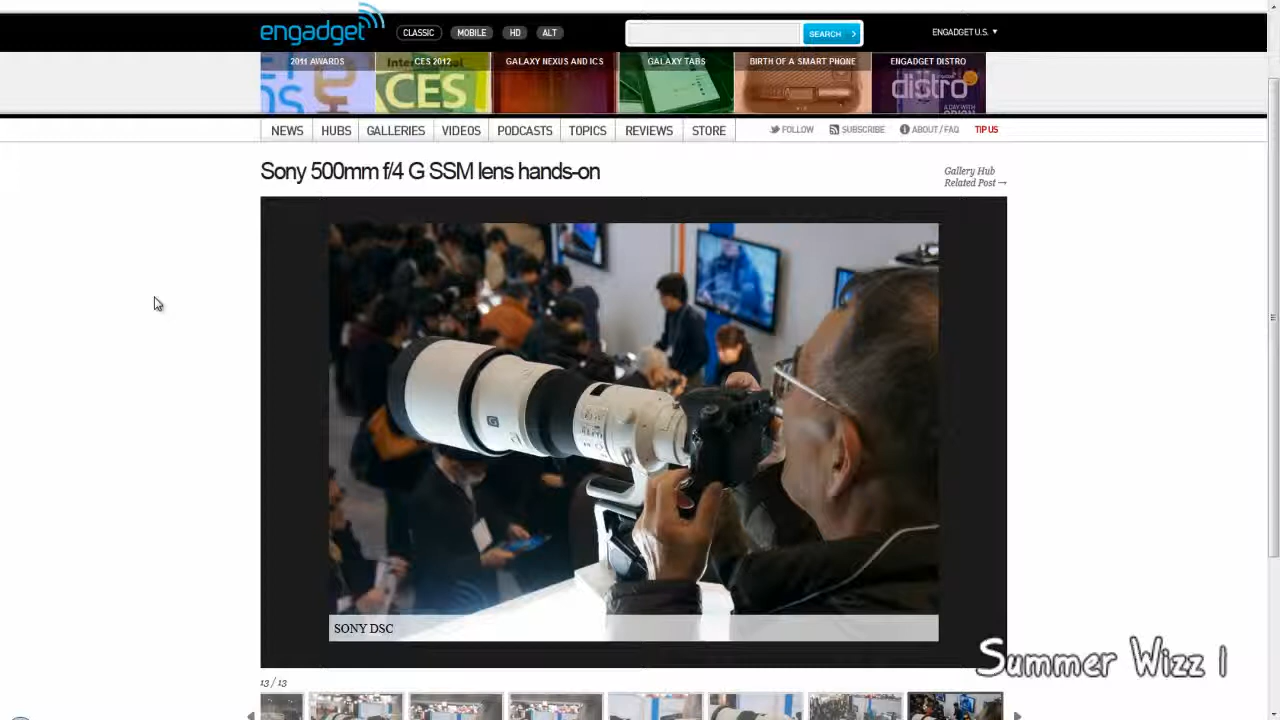 engadget
CLASSIC MOBILE HD ALT
SEARCH
ENGADGET U.S.
2011 AWARDS
CES 2012
GALAXY NEXUS AND ICS
GALAXY TABS
BIRTH OF A SMART PHONE
ENGADGET DISTRO
International
CES
distro
NEWS HUBS GALLERIES VIDEOS PODCASTS TOPICS REVIEWS STORE
FOLLOW SUBSCRIBE ABOUT / FAQ TIP US
Sony 500mm f/4 G SSM lens hands-on
Gallery Hub
Related Post →
G
SONY DSC
Summer Wizz 1
13 / 13